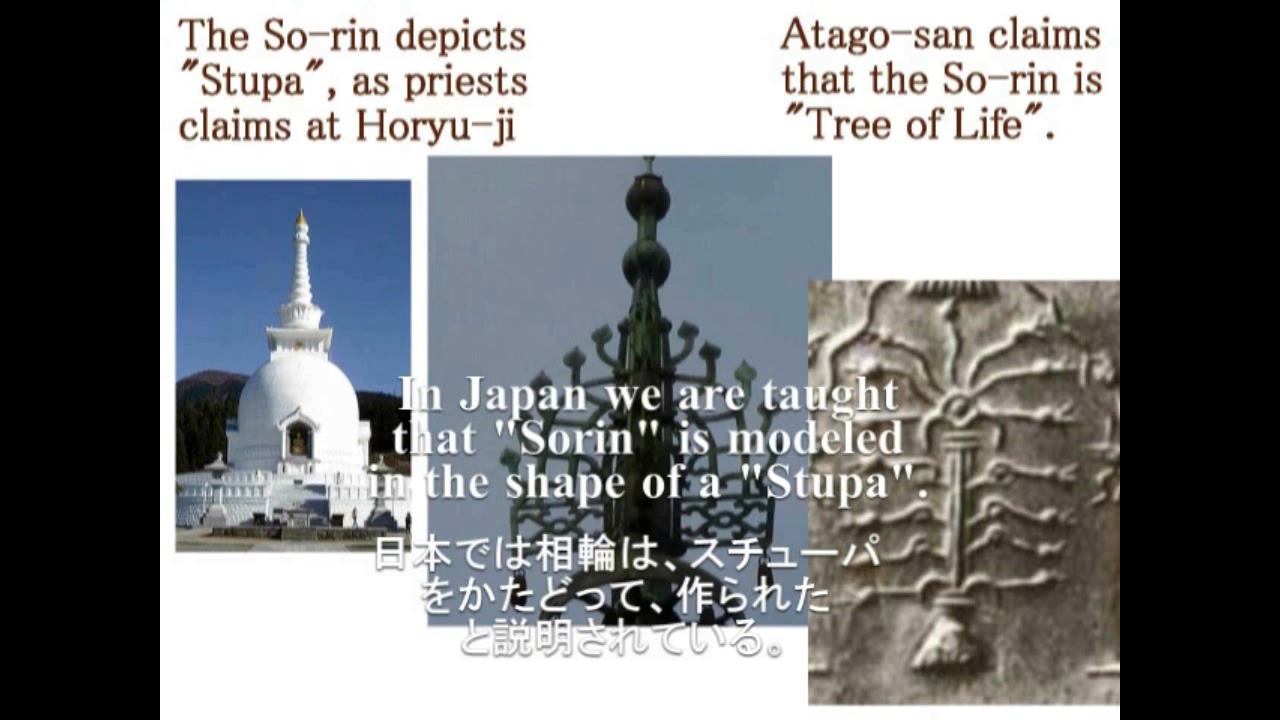 The So-rin depicts
"Stupa", as priests
claims at Horyu-ji
Atago-san claims
that the So-rin is
"Tree of Life".
In Japan we are taught
that "Sorin" is modeled
in the shape of a "Stupa".
日本では相輪は、スチューパ
をかたどって、作られた
と説明されている。